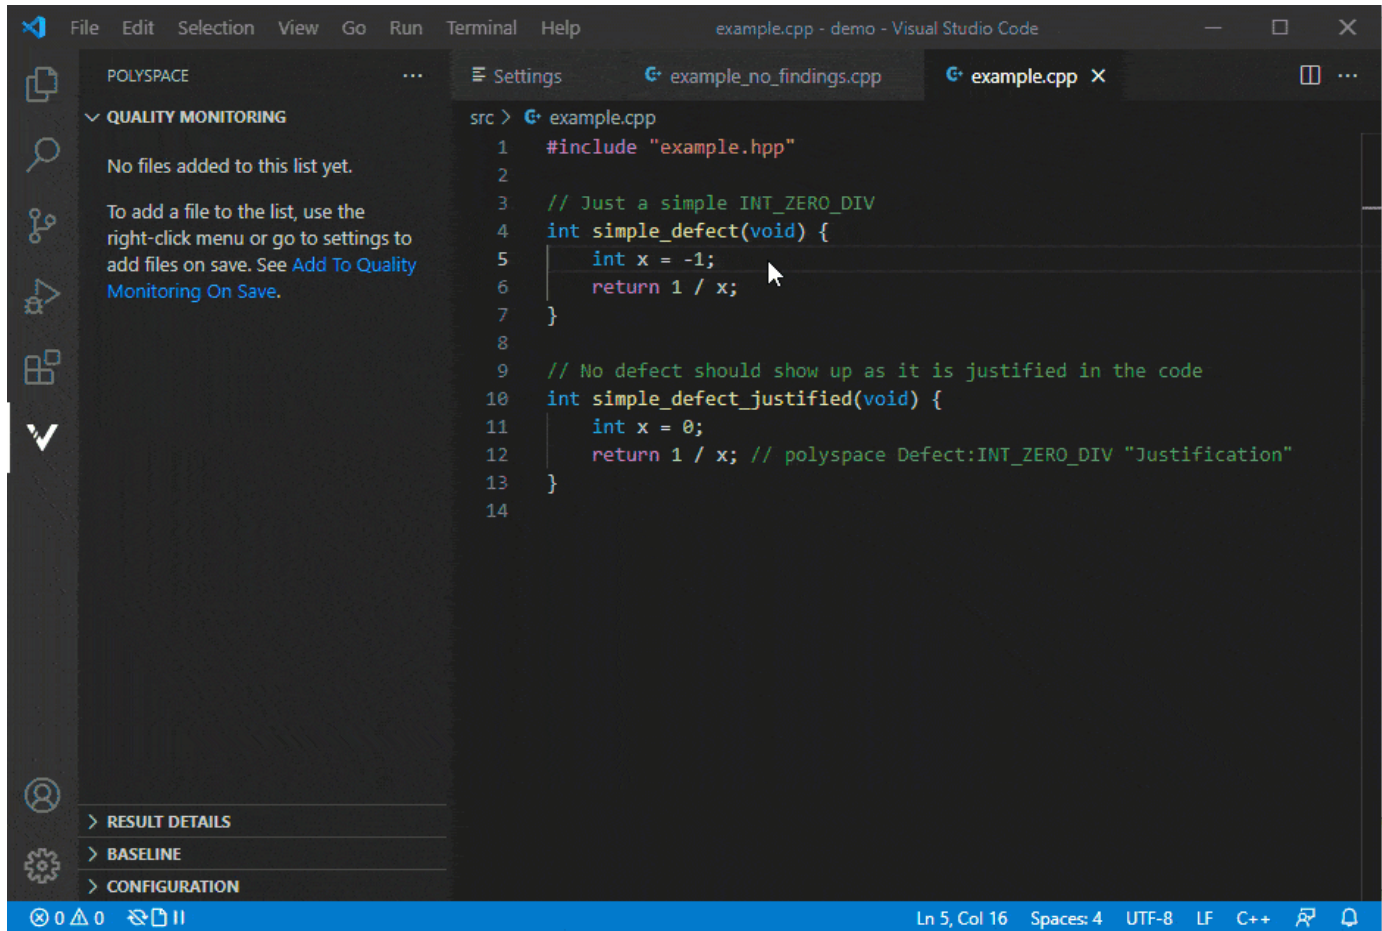 File Edit Selection View Go Run Terminal Help example.cpp - demo - Visual Studio Code
POLYSPACE
QUALITY MONITORING
No files added to this list yet.
To add a file to the list, use the
right-click menu or go to settings to
add files on save. See Add To Quality
Monitoring On Save.
RESULT DETAILS
BASELINE
CONFIGURATION
Settings example_no_findings.cpp example.cpp
src > example.cpp
1 #include "example.hpp"
2
3 // Just a simple INT_ZERO_DIV
4 int simple_defect(void) {
5 int x = -1;
6 return 1 / x;
7 }
8
9 // No defect should show up as it is justified in the code
10 int simple_defect_justified(void) {
11 int x = 0;
12 return 1 / x; // polyspace Defect:INT_ZERO_DIV "Justification"
13 }
14
0 0 Ln 5, Col 16 Spaces: 4 UTF-8 LF C++